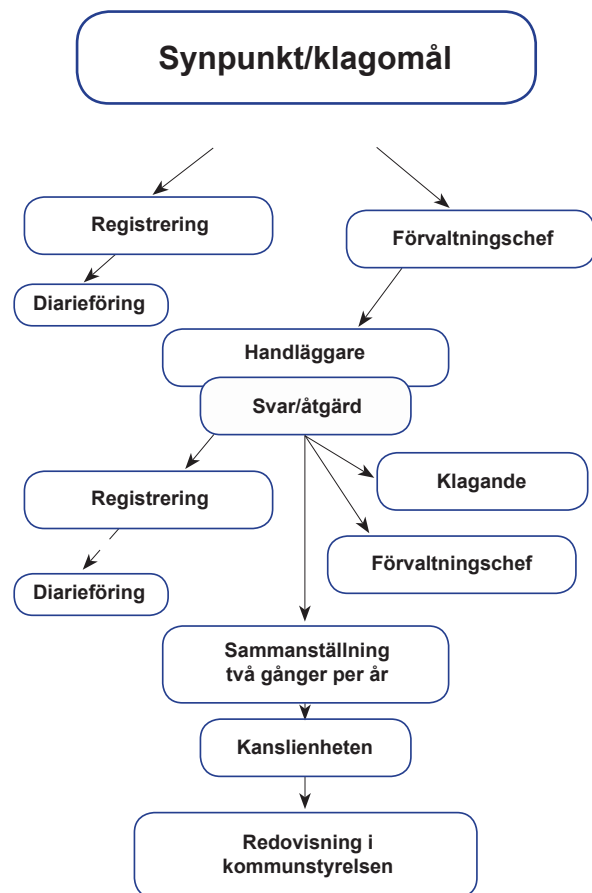 Synpunkt/klagomål
Registrering
Förvaltningschef
Diarieföring
Handläggare
Svar/åtgärd
Klagande
Registrering
Förvaltningschef
Diarieföring
Sammanställning
två gånger per år
Kanslienheten
Redovisning i
kommunstyrelsen